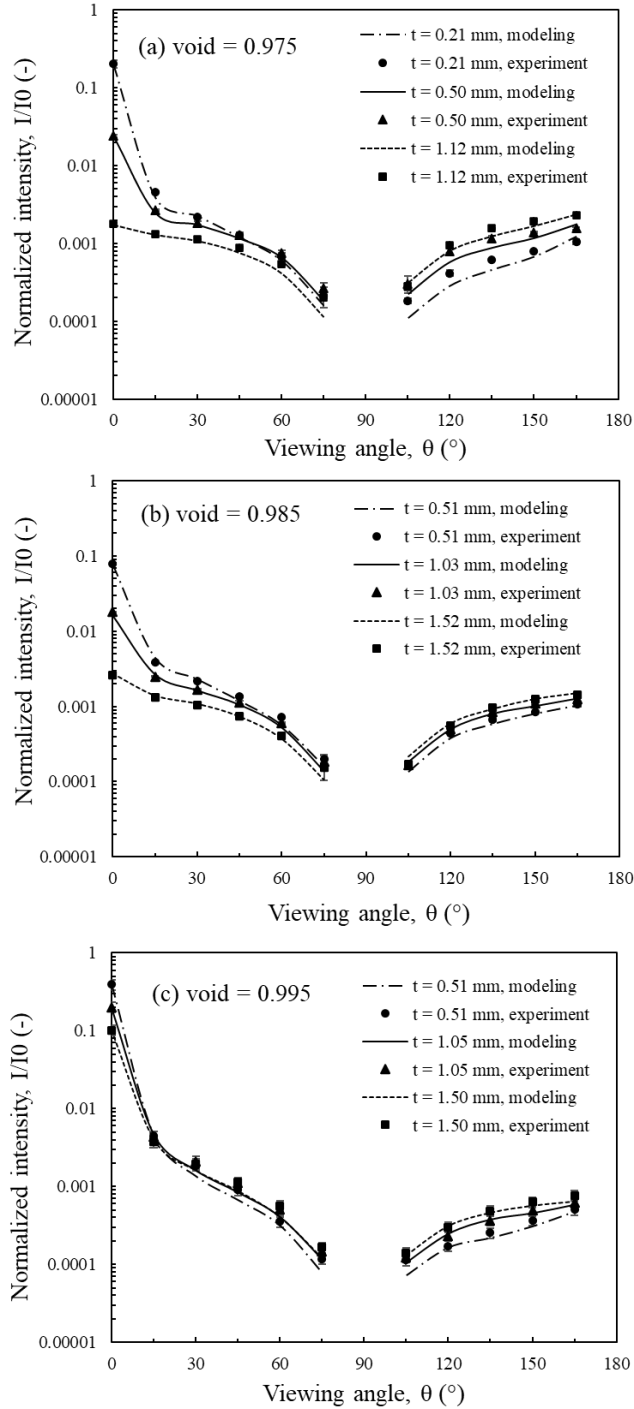 1
0.1
0.01
0.001
0.0001
0.00001
Normalized intensity, I/I0 (-)
(a) void = 0.975
t = 0.21 mm, modeling
t = 0.21 mm, experiment
t = 0.50 mm, modeling
t = 0.50 mm, experiment
t = 1.12 mm, modeling
t = 1.12 mm, experiment
0 30 60 90 120 150 180
Viewing angle, θ (°)
1
0.1
0.01
0.001
0.0001
0.00001
Normalized intensity, I/I0 (-)
(b) void = 0.985
t = 0.51 mm, modeling
t = 0.51 mm, experiment
t = 1.03 mm, modeling
t = 1.03 mm, experiment
t = 1.52 mm, modeling
t = 1.52 mm, experiment
0 30 60 90 120 150 180
Viewing angle, θ (°)
1
0.1
0.01
0.001
0.0001
0.00001
Normalized intensity, I/I0 (-)
(c) void = 0.995
t = 0.51 mm, modeling
t = 0.51 mm, experiment
t = 1.05 mm, modeling
t = 1.05 mm, experiment
t = 1.50 mm, modeling
t = 1.50 mm, experiment
0 30 60 90 120 150 180
Viewing angle, θ (°)